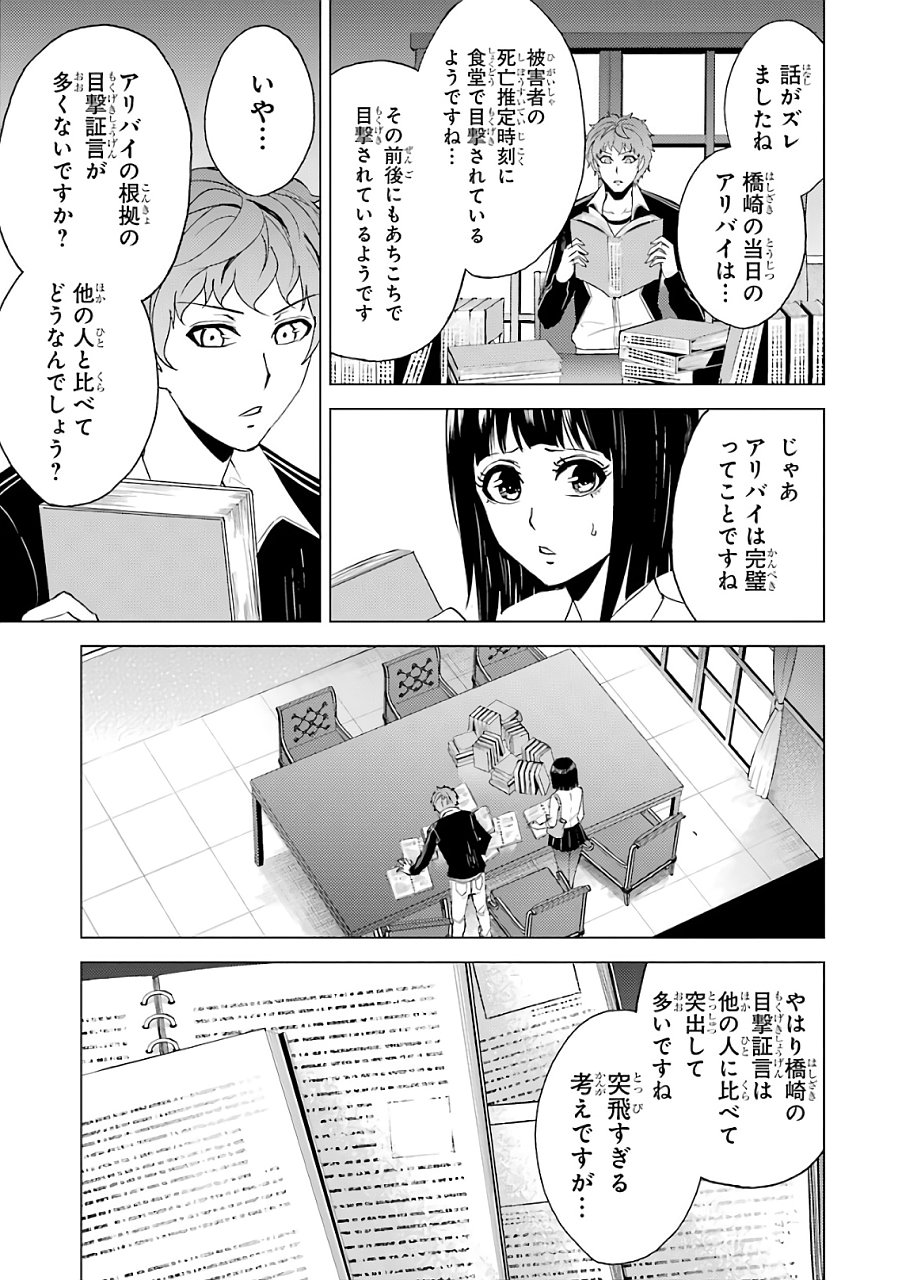 話がズレ
ましたね
橋崎の当日の
アリバイは…
被害者の
死亡推定時刻に
食堂で目撃されている
ようですね…
その前後にもあちこちで
目撃されているようです
じゃあ
アリバイは完璧
ってことですね
いや…
アリバイの根拠の
目撃証言が
多くないですか?
他の人と比べて
どうなんでしょう?
やはり橋崎の
目撃証言は
他の人に比べて
突出して
多いですね
突飛すぎる
考えですが…